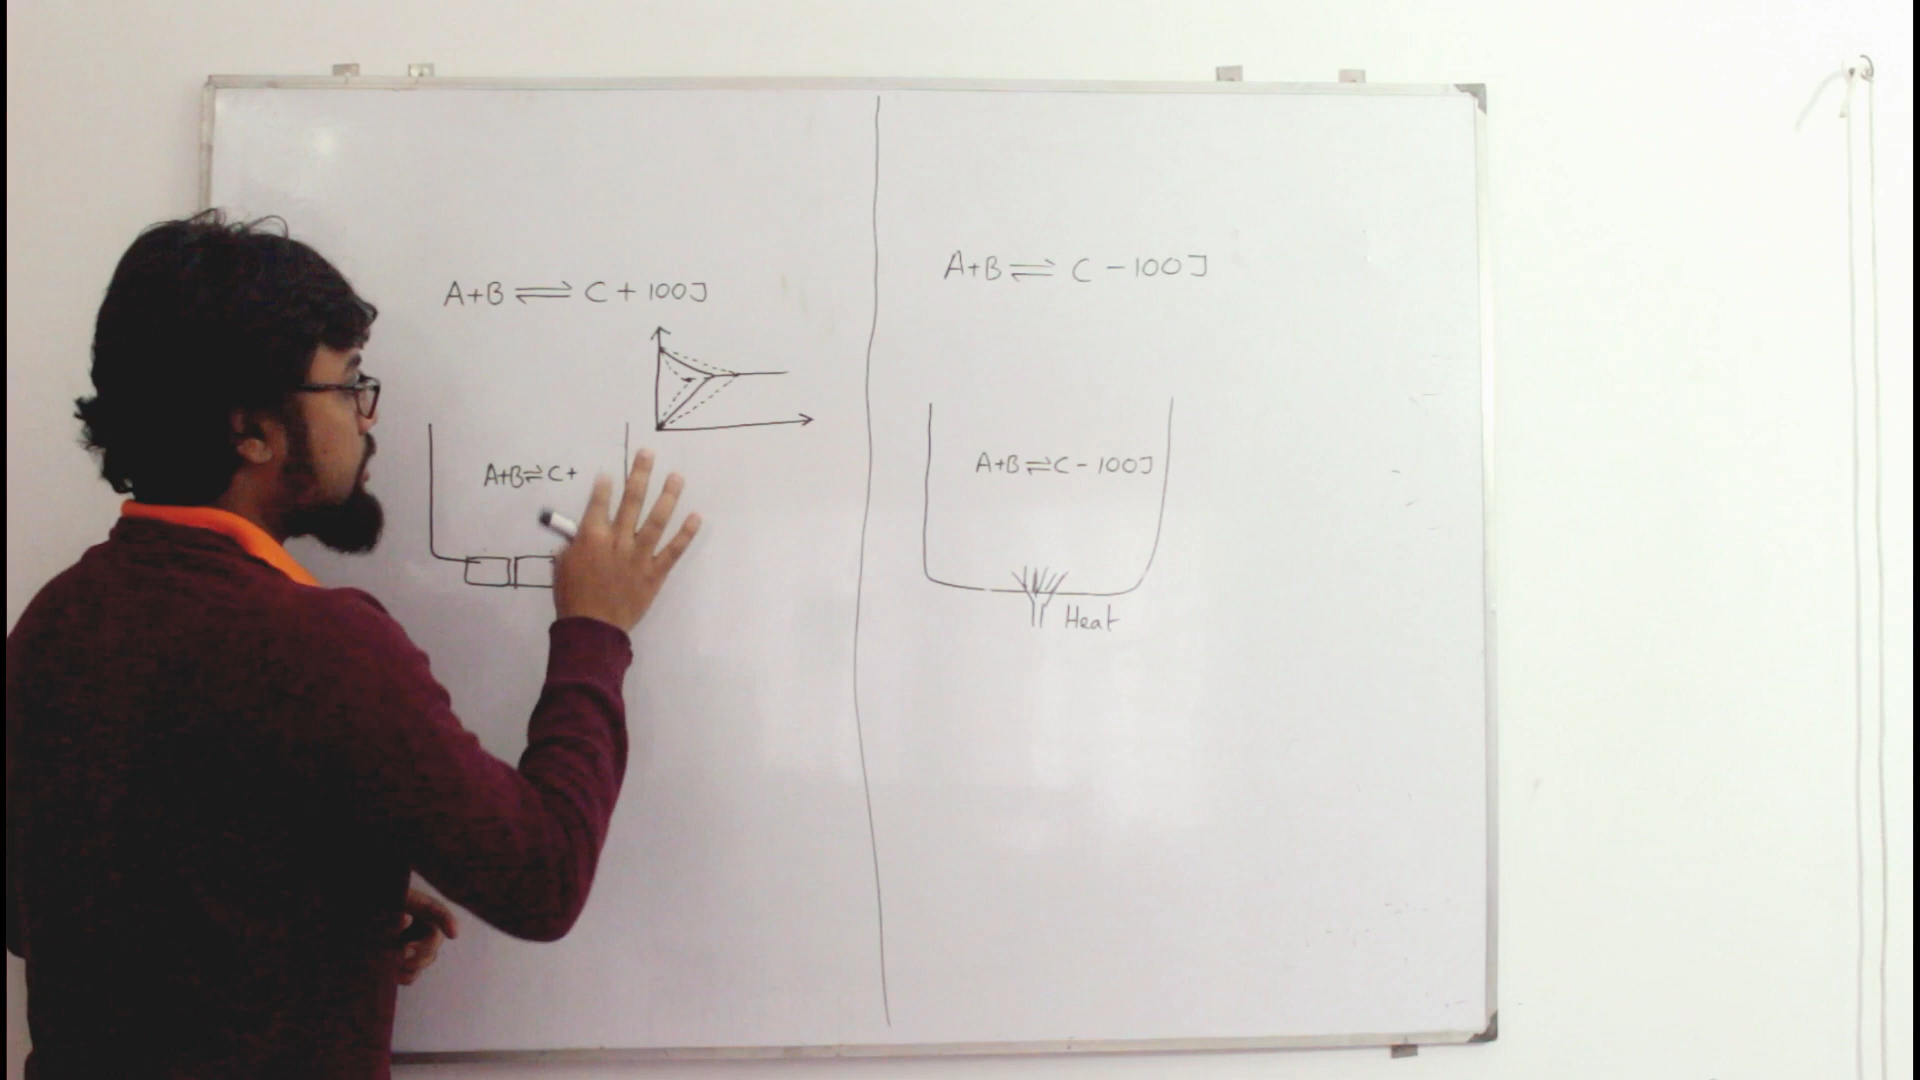 A+B ⇌ C + 100J
A+B⇌C+
A+B ⇌ C - 100J
A+B⇌C- 100J
Heat